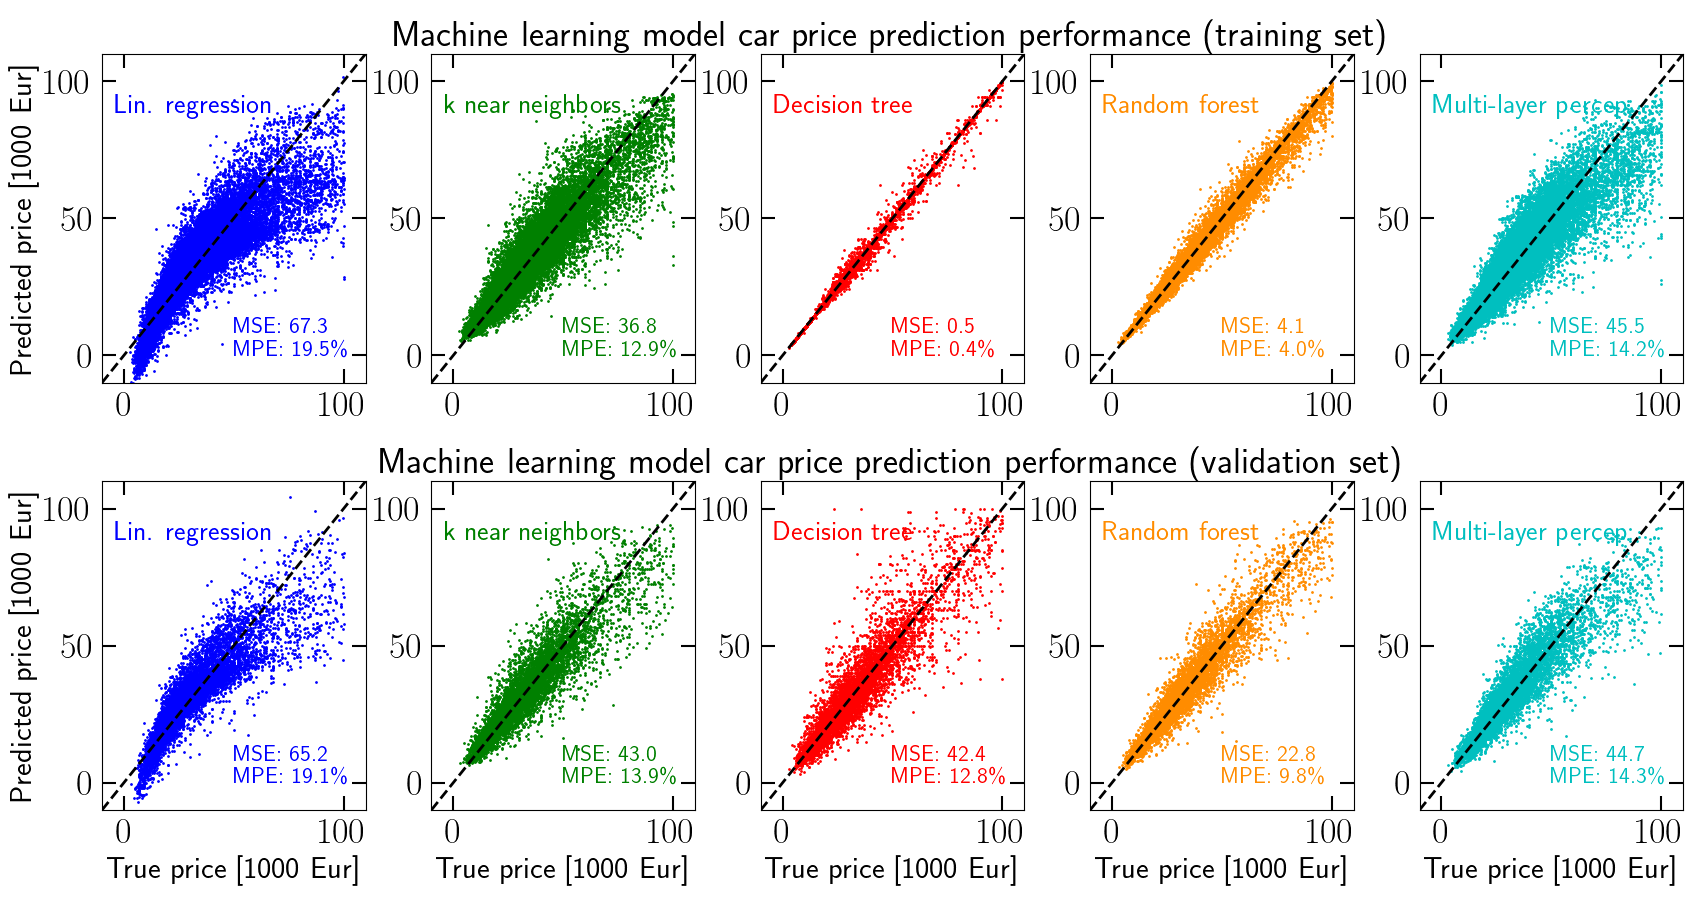 Machine learning model car price prediction performance (training set)
Predicted price [1000 Eur]
100
50
0
Lin. regression
MSE: 67.3
MPE: 19.5%
0 100
100
50
0
k near neighbors
MSE: 36.8
MPE: 12.9%
0 100
100
50
0
Decision tree
MSE: 0.5
MPE: 0.4%
0 100
100
50
0
Random forest
MSE: 4.1
MPE: 4.0%
0 100
100
50
0
Multi-layer percep.
MSE: 45.5
MPE: 14.2%
0 100
Machine learning model car price prediction performance (validation set)
Predicted price [1000 Eur]
100
50
0
Lin. regression
MSE: 65.2
MPE: 19.1%
0 100
True price [1000 Eur]
100
50
0
k near neighbors
MSE: 43.0
MPE: 13.9%
0 100
True price [1000 Eur]
100
50
0
Decision tree
MSE: 42.4
MPE: 12.8%
0 100
True price [1000 Eur]
100
50
0
Random forest
MSE: 22.8
MPE: 9.8%
0 100
True price [1000 Eur]
100
50
0
Multi-layer percep.
MSE: 44.7
MPE: 14.3%
0 100
True price [1000 Eur]